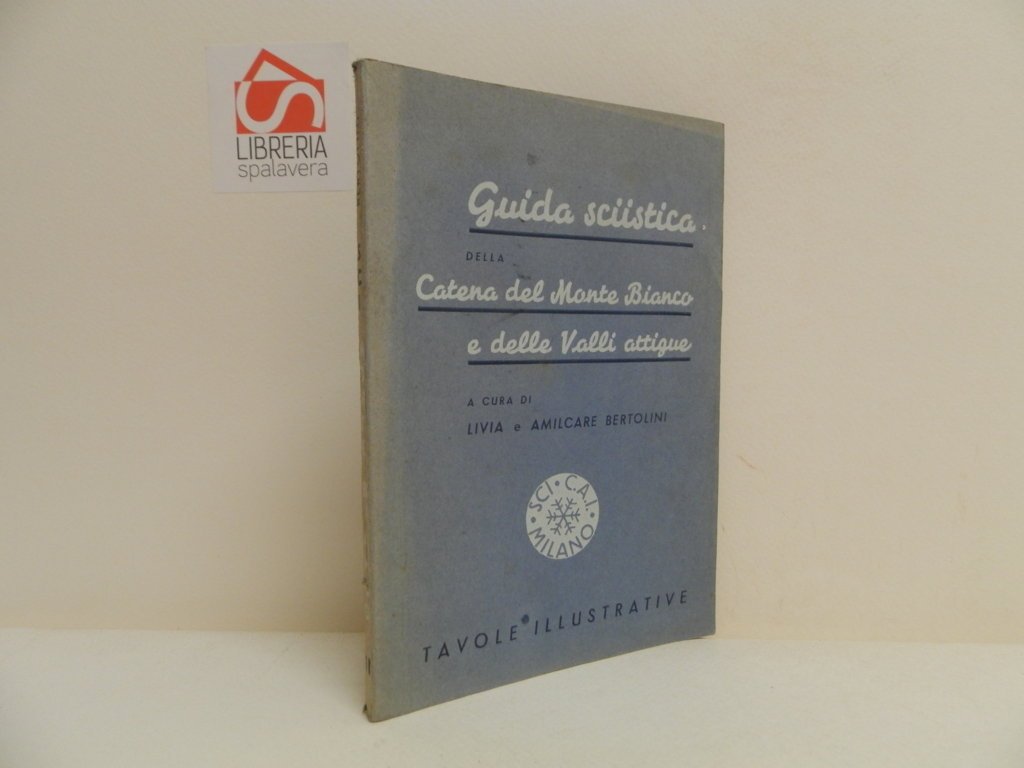 LIBRERIA
spalavera
Guida sciistica
DELLA
Catena del Monte Bianco
e delle Valli attigue
A CURA DI
LIVIA e AMILCARE BERTOLINI
SCI • C.A.I. • MILANO •
TAVOLE ILLUSTRATIVE